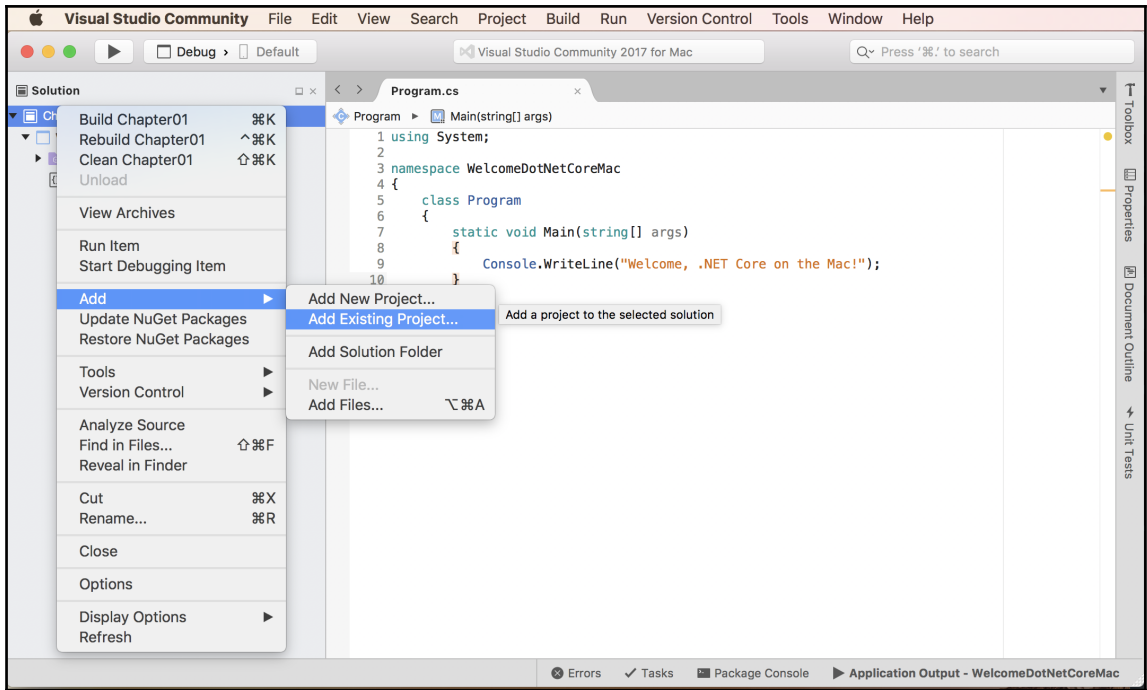 Visual Studio Community File Edit View Search Project Build Run Version Control Tools Window Help
Debug › Default
Visual Studio Community 2017 for Mac
Press '⌘.' to search
Solution
Program.cs
Program ▸ M Main(string[] args)
Build Chapter01 ⌘K
Rebuild Chapter01 ^⌘K
Clean Chapter01 ⇧⌘K
Unload
View Archives
Run Item
Start Debugging Item
Add
Update NuGet Packages
Restore NuGet Packages
Tools
Version Control
Analyze Source
Find in Files... ⇧⌘F
Reveal in Finder
Cut ⌘X
Rename... ⌘R
Close
Options
Display Options
Refresh
Add New Project...
Add Existing Project...
Add Solution Folder
New File...
Add Files... ⌥⌘A
Add a project to the selected solution
1 using System;
2
3 namespace WelcomeDotNetCoreMac
4 {
5 class Program
6 {
7 static void Main(string[] args)
8 {
9 Console.WriteLine("Welcome, .NET Core on the Mac!");
10 }
Toolbox
Properties
Document Outline
Unit Tests
Errors Tasks Package Console Application Output - WelcomeDotNetCoreMac